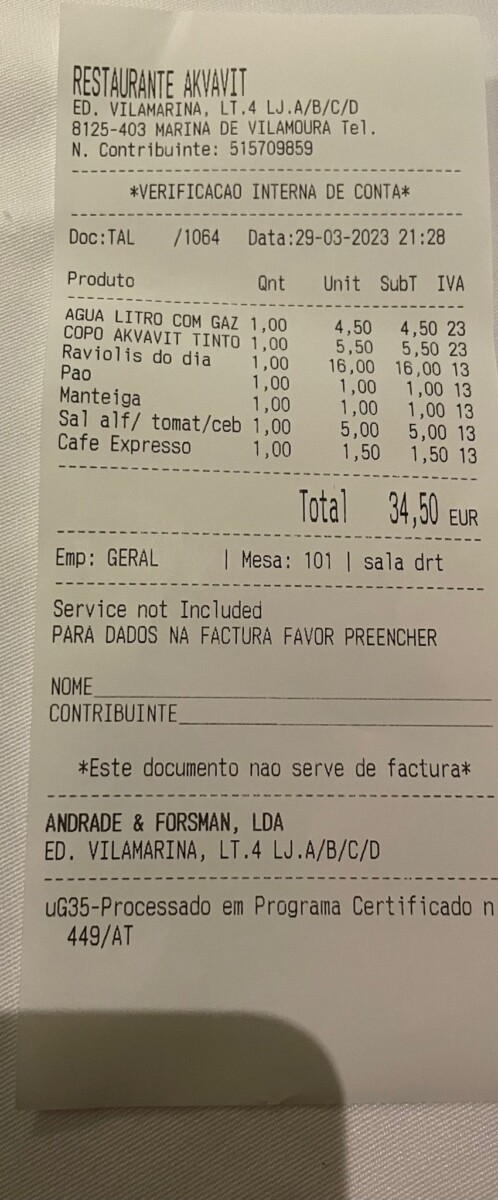 RESTAURANTE AKVAVIT
ED. VILAMARINA, LT.4 LJ.A/B/C/D
8125-403 MARINA DE VILAMOURA Tel.
N. Contribuinte: 515709859
*VERIFICACAO INTERNA DE CONTA*
Doc:TAL /1064 Data:29-03-2023 21:28
Produto Qnt Unit SubT IVA
AGUA LITRO COM GAZ 1,00 4,50 4,50 23
COPO AKVAVIT TINTO 1,00 5,50 5,50 23
Raviolis do dia 1,00 16,00 16,00 13
Pao 1,00 1,00 1,00 13
Manteiga 1,00 1,00 1,00 13
Sal alf/ tomat/ceb 1,00 5,00 5,00 13
Cafe Expresso 1,00 1,50 1,50 13
Total 34,50 EUR
Emp: GERAL | Mesa: 101 | sala drt
Service not Included
PARA DADOS NA FACTURA FAVOR PREENCHER
NOME
CONTRIBUINTE
*Este documento nao serve de factura*
ANDRADE & FORSMAN, LDA
ED. VILAMARINA, LT.4 LJ.A/B/C/D
uG35-Processado em Programa Certificado n
449/AT